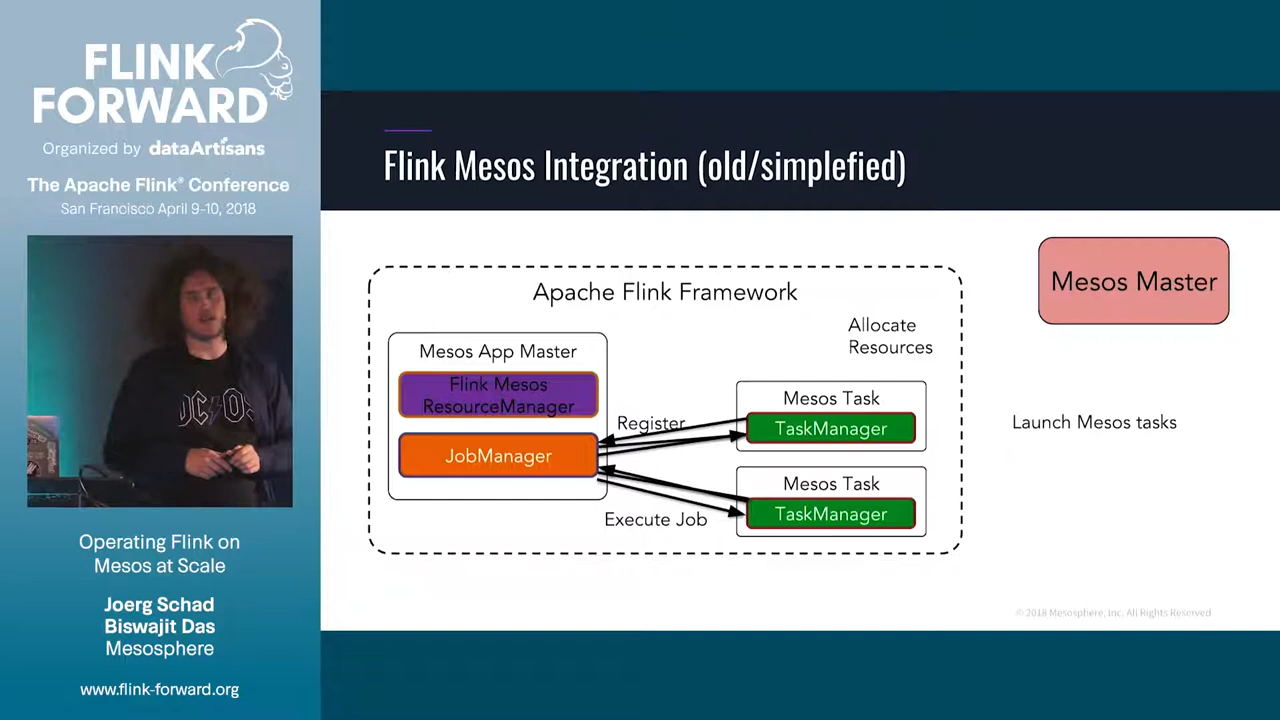 FLINK
FORWARD
Organized by dataArtisans
The Apache Flink® Conference
San Francisco April 9-10, 2018
Operating Flink on
Mesos at Scale
Joerg Schad
Biswajit Das
Mesosphere
www.flink-forward.org
Flink Mesos Integration (old/simplefied)
Mesos Master
Apache Flink Framework
Allocate
Resources
Mesos App Master
Flink Mesos
ResourceManager
JobManager
Register
Execute Job
Mesos Task
TaskManager
Mesos Task
TaskManager
Launch Mesos tasks
© 2018 Mesosphere, Inc. All Rights Reserved